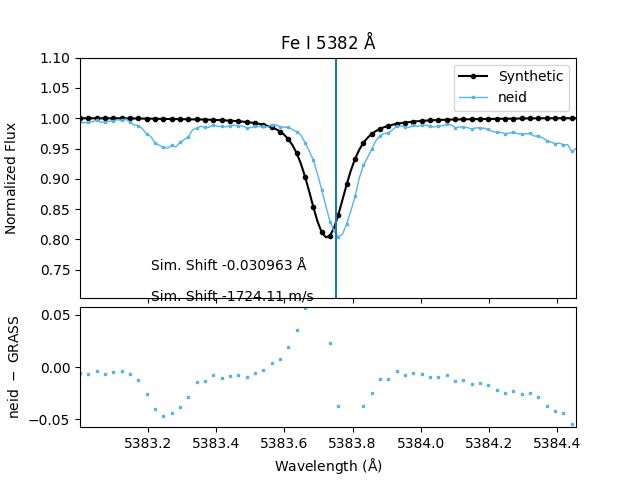 Fe I 5382 Å
Normalized Flux
1.10
1.05
1.00
0.95
0.90
0.85
0.80
0.75
Synthetic
neid
Sim. Shift -0.030963 Å
Sim. Shift -1724.11 m/s
neid − GRASS
0.05
0.00
−0.05
5383.2 5383.4 5383.6 5383.8 5384.0 5384.2 5384.4
Wavelength (Å)